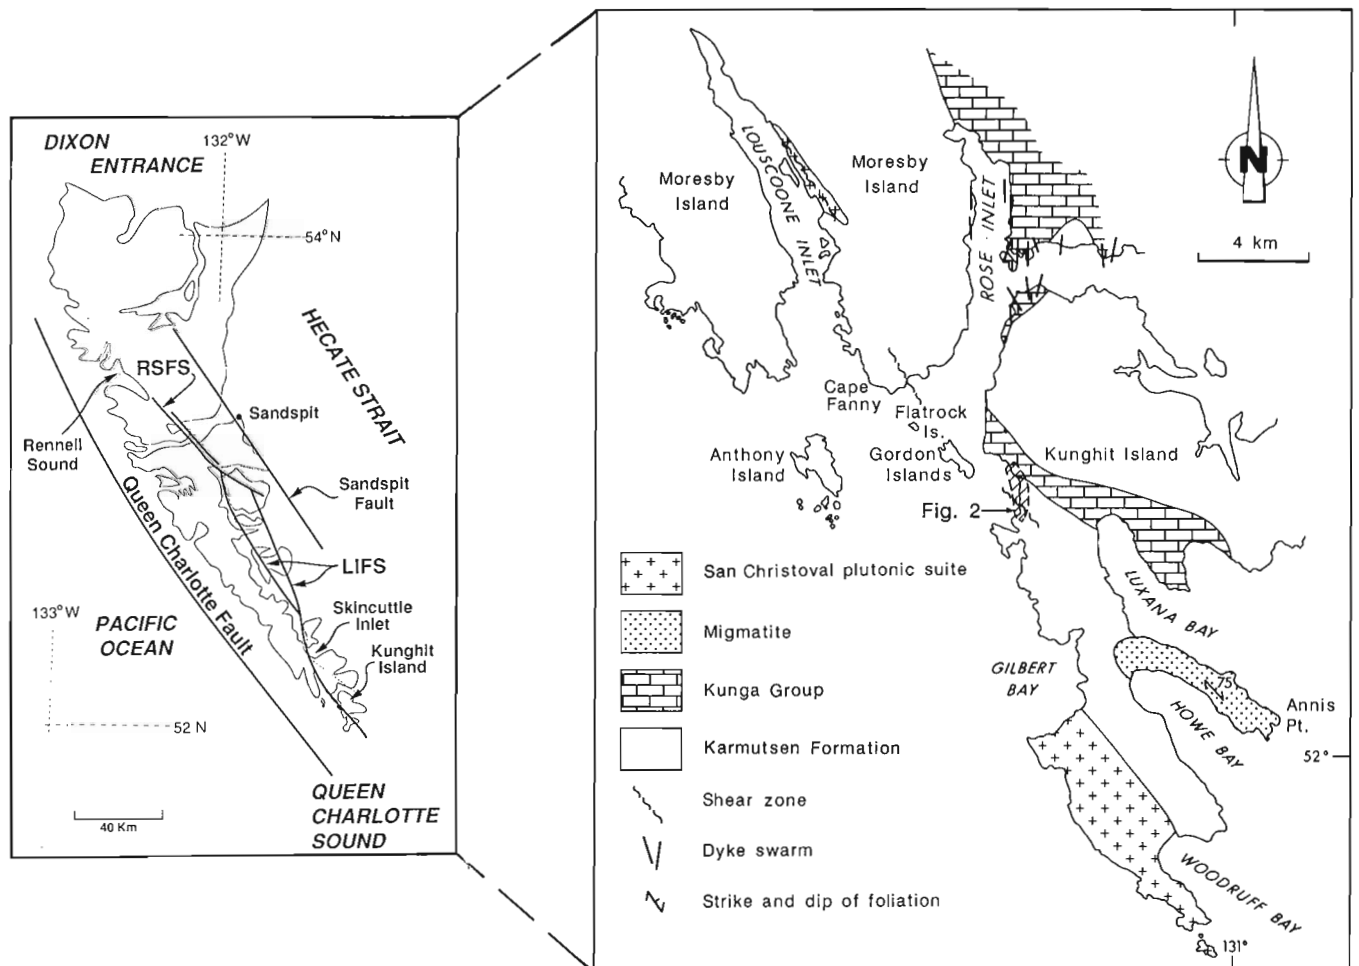 DIXON
ENTRANCE
132°W
54°N
HECATE STRAIT
RSFS
Sandspit
Rennell
Sound
Sandspit
Fault
Queen Charlotte Fault
LIFS
133°W
PACIFIC
OCEAN
Skincuttle
Inlet
Kunghit
Island
52 N
40 Km
QUEEN
CHARLOTTE
SOUND
LOUSCOONE INLET
Moresby
Island
Moresby
Island
ROSE INLET
N
4 km
Cape
Fanny
Flatrock
Is.
Anthony
Island
Gordon
Islands
Kunghit Island
Fig. 2
LUXANA BAY
GILBERT
BAY
75
HOWE BAY
Annis
Pt.
52°
WOODRUFF BAY
131°
San Christoval plutonic suite
Migmatite
Kunga Group
Karmutsen Formation
Shear zone
Dyke swarm
Strike and dip of foliation